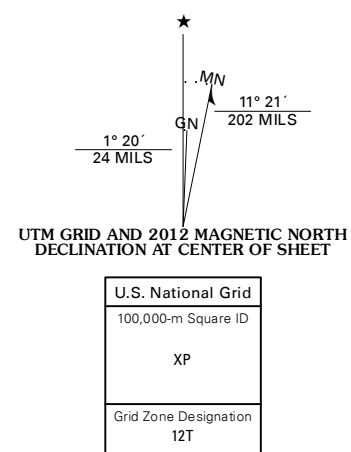 ★
MN
GN
11° 21´
202 MILS
1° 20´
24 MILS
UTM GRID AND 2012 MAGNETIC NORTH
DECLINATION AT CENTER OF SHEET
U.S. National Grid
100,000-m Square ID
XP
Grid Zone Designation
12T